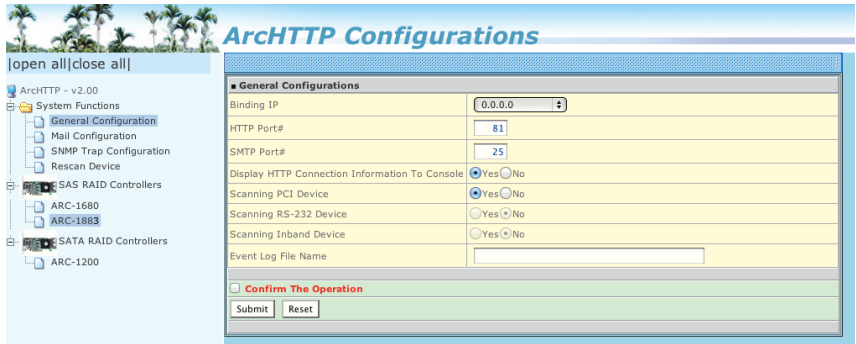 ArcHTTP Configurations
|open all|close all|
ArcHTTP - v2.00
System Functions
General Configuration
Mail Configuration
SNMP Trap Configuration
Rescan Device
SAS RAID Controllers
ARC-1680
ARC-1883
SATA RAID Controllers
ARC-1200
General Configurations
Binding IP 0.0.0.0
HTTP Port# 81
SMTP Port# 25
Display HTTP Connection Information To Console Yes No
Scanning PCI Device Yes No
Scanning RS-232 Device Yes No
Scanning Inband Device Yes No
Event Log File Name
Confirm The Operation
Submit Reset